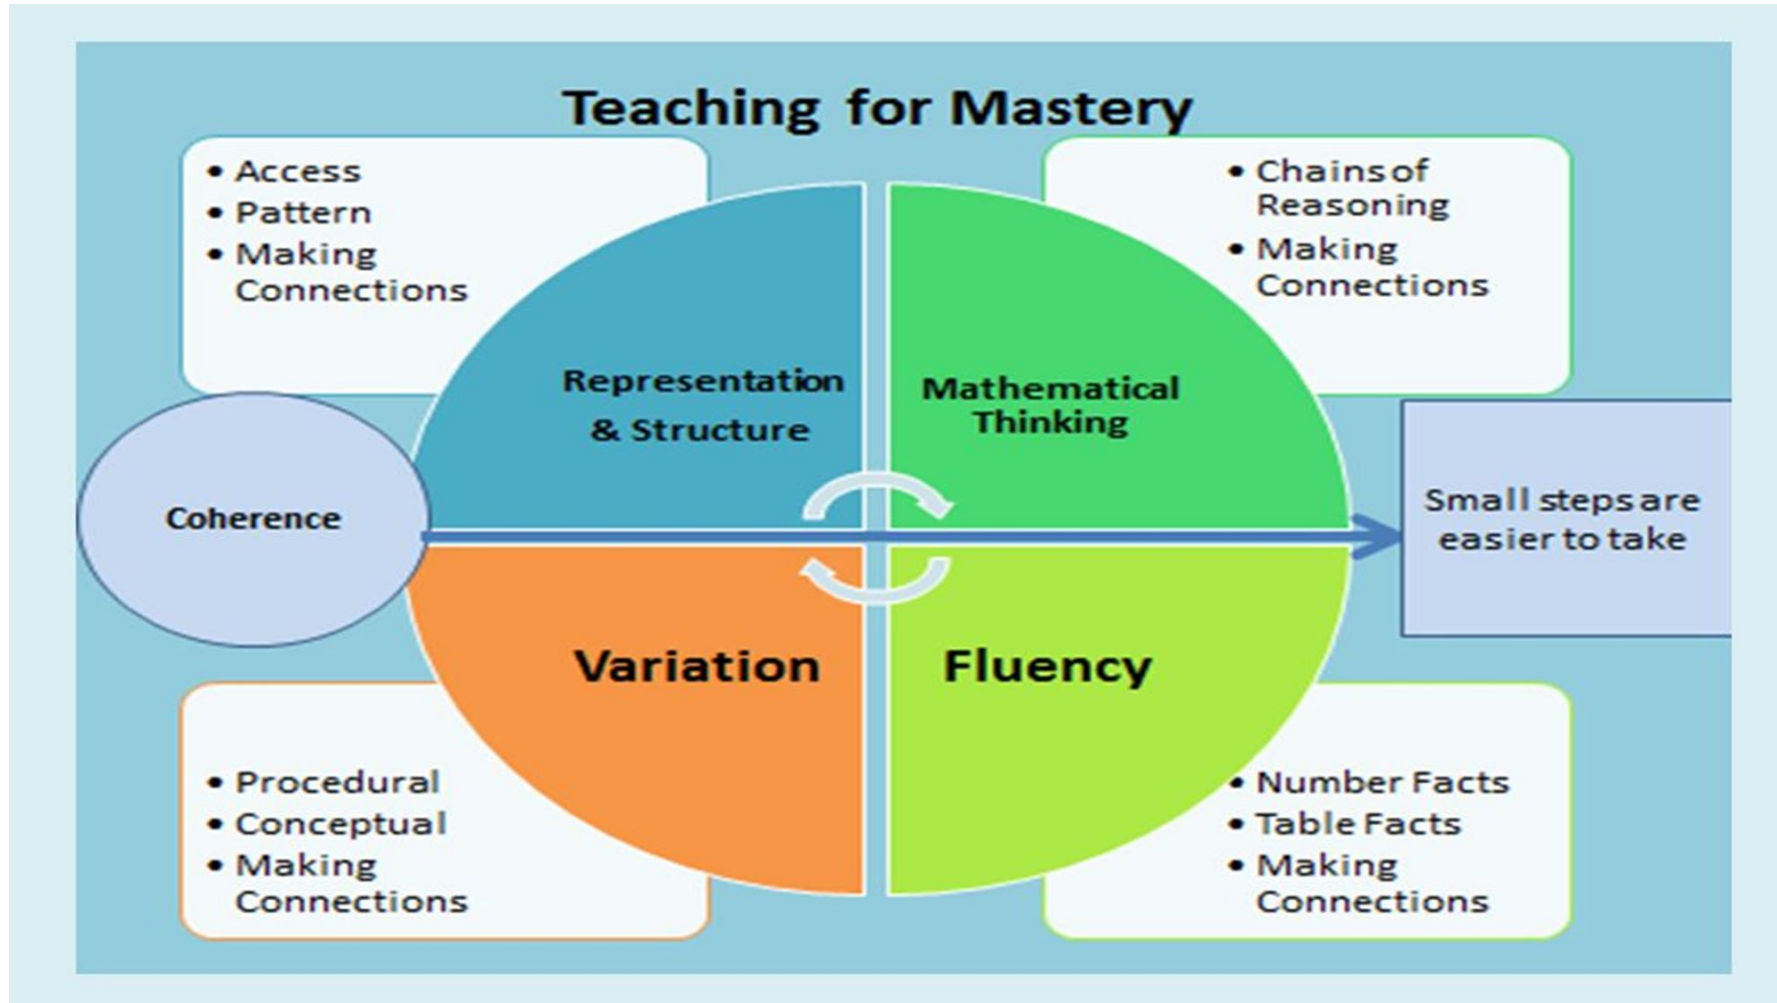 Teaching for Mastery
• Access
• Pattern
• Making
Connections
• Chains of
Reasoning
• Making
Connections
Representation
& Structure
Mathematical
Thinking
Coherence
Small steps are
easier to take
Variation
Fluency
• Procedural
• Conceptual
• Making
Connections
• Number Facts
• Table Facts
• Making
Connections